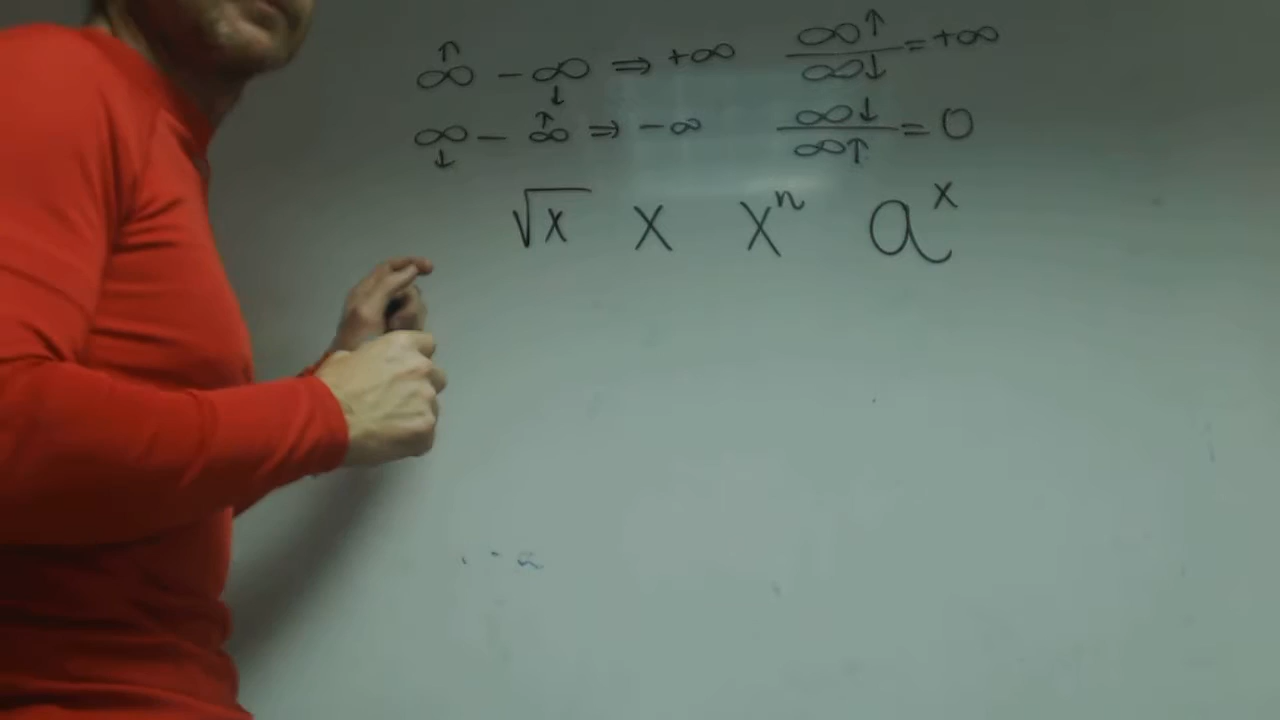 ∞↑ − ∞↓ ⇒ +∞   ∞↑/∞↓ = +∞
∞↓ − ∞↑ ⇒ −∞   ∞↓/∞↑ = 0
√x   x   xⁿ   aˣ